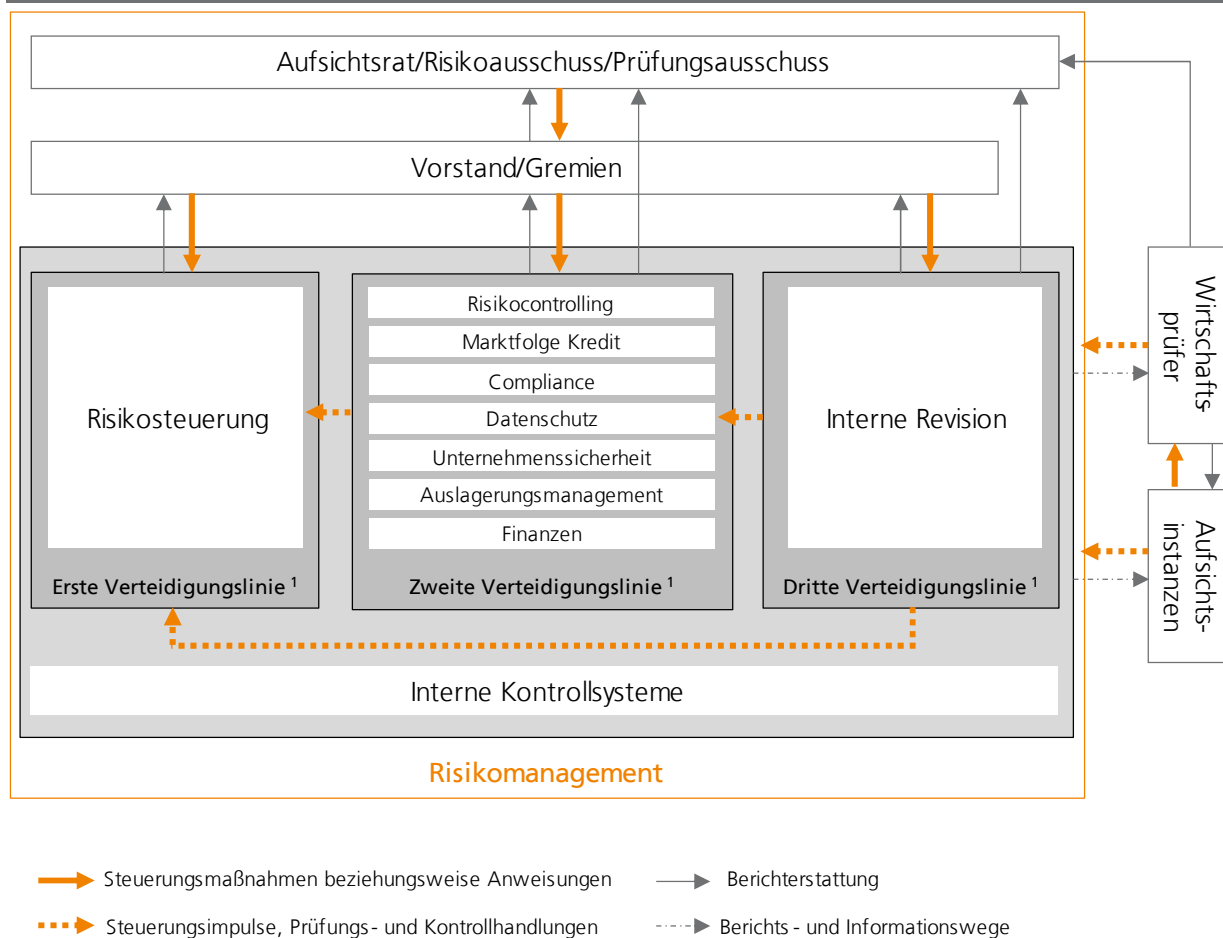 Aufsichtsrat/Risikoausschuss/Prüfungsausschuss
Vorstand/Gremien
Risikosteuerung
Erste Verteidigungslinie ¹
Risikocontrolling
Marktfolge Kredit
Compliance
Datenschutz
Unternehmenssicherheit
Auslagerungsmanagement
Finanzen
Zweite Verteidigungslinie ¹
Interne Revision
Dritte Verteidigungslinie ¹
Wirtschafts-
prüfer
Aufsichts-
instanzen
Interne Kontrollsysteme
Risikomanagement
Steuerungsmaßnahmen beziehungsweise Anweisungen
Berichterstattung
Steuerungsimpulse, Prüfungs- und Kontrollhandlungen
Berichts- und Informationswege